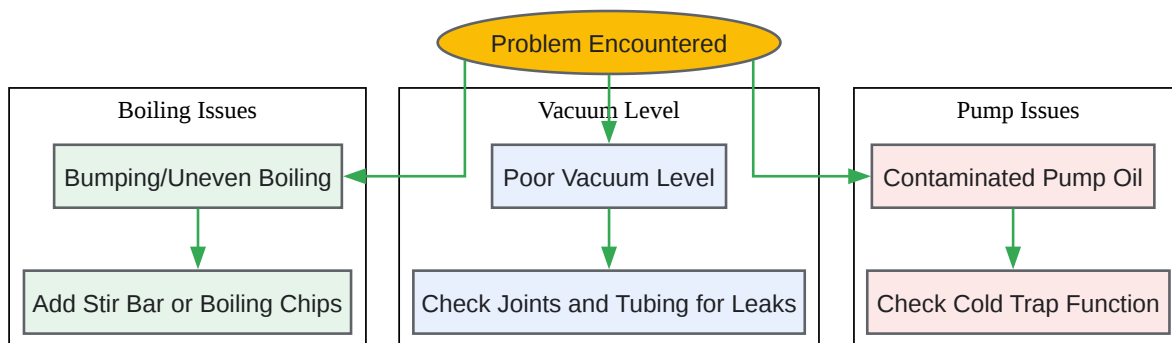 Problem Encountered
Boiling Issues
Vacuum Level
Pump Issues
Bumping/Uneven Boiling
Poor Vacuum Level
Contaminated Pump Oil
Add Stir Bar or Boiling Chips
Check Joints and Tubing for Leaks
Check Cold Trap Function